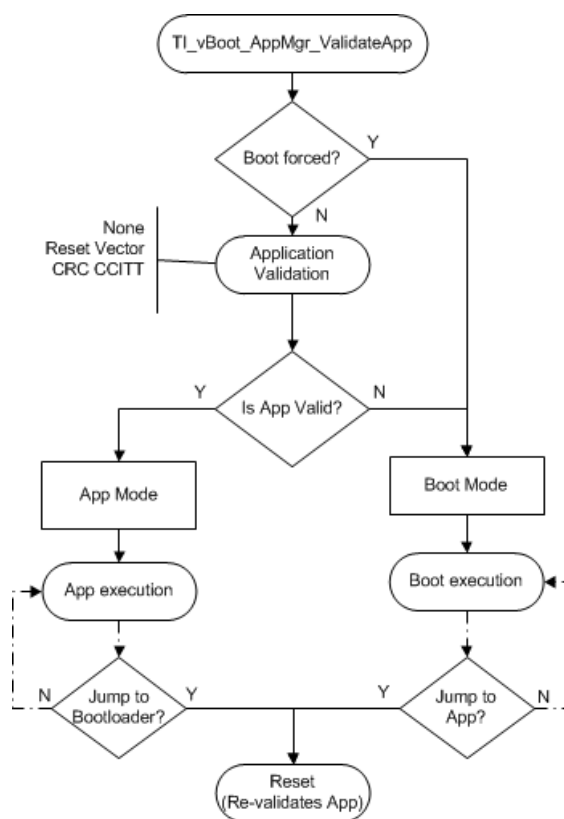 TI_vBoot_AppMgr_ValidateApp
Y
Boot forced?
N
None
Reset Vector
CRC CCITT
Application
Validation
Y
Is App Valid?
N
App Mode
Boot Mode
App execution
Boot execution
N
Jump to
Bootloader?
Y
Y
Jump to
App?
N
Reset
(Re-validates App)